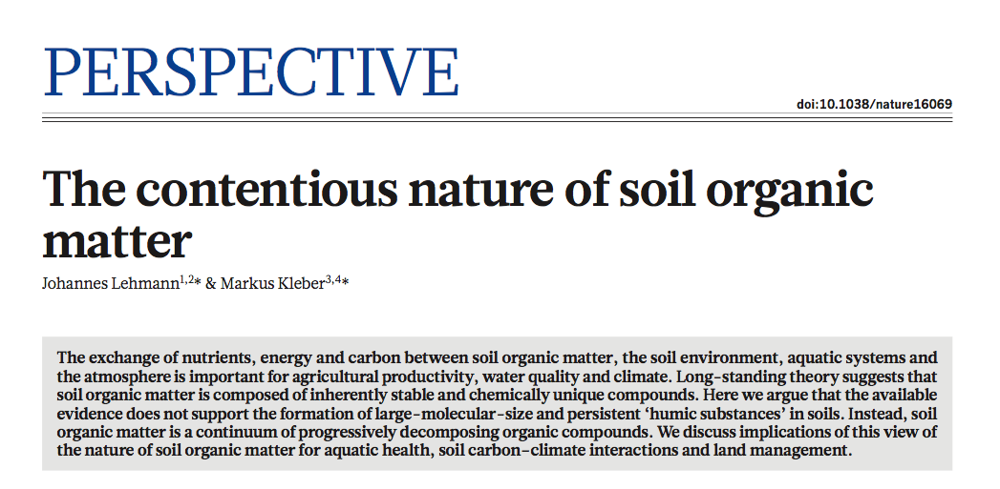 PERSPECTIVE
doi:10.1038/nature16069
The contentious nature of soil organic
matter
Johannes Lehmann1,2* & Markus Kleber3,4*
The exchange of nutrients, energy and carbon between soil organic matter, the soil environment, aquatic systems and
the atmosphere is important for agricultural productivity, water quality and climate. Long-standing theory suggests that
soil organic matter is composed of inherently stable and chemically unique compounds. Here we argue that the available
evidence does not support the formation of large-molecular-size and persistent ‘humic substances’ in soils. Instead, soil
organic matter is a continuum of progressively decomposing organic compounds. We discuss implications of this view of
the nature of soil organic matter for aquatic health, soil carbon–climate interactions and land management.